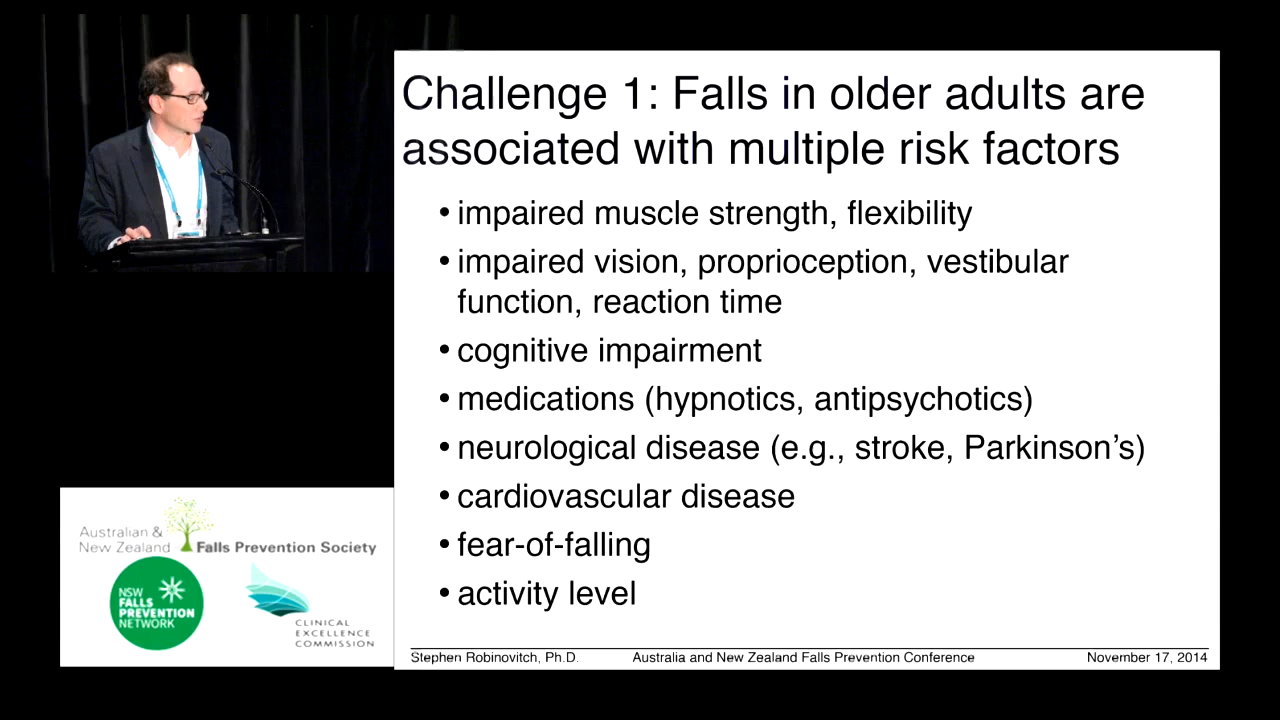 Challenge 1: Falls in older adults are
associated with multiple risk factors
• impaired muscle strength, flexibility
• impaired vision, proprioception, vestibular
function, reaction time
• cognitive impairment
• medications (hypnotics, antipsychotics)
• neurological disease (e.g., stroke, Parkinson’s)
• cardiovascular disease
• fear-of-falling
• activity level
Stephen Robinovitch, Ph.D. Australia and New Zealand Falls Prevention Conference November 17, 2014
Australian &
New Zealand Falls Prevention Society
NSW
FALLS
PREVENTION
NETWORK
CLINICAL
EXCELLENCE
COMMISSION